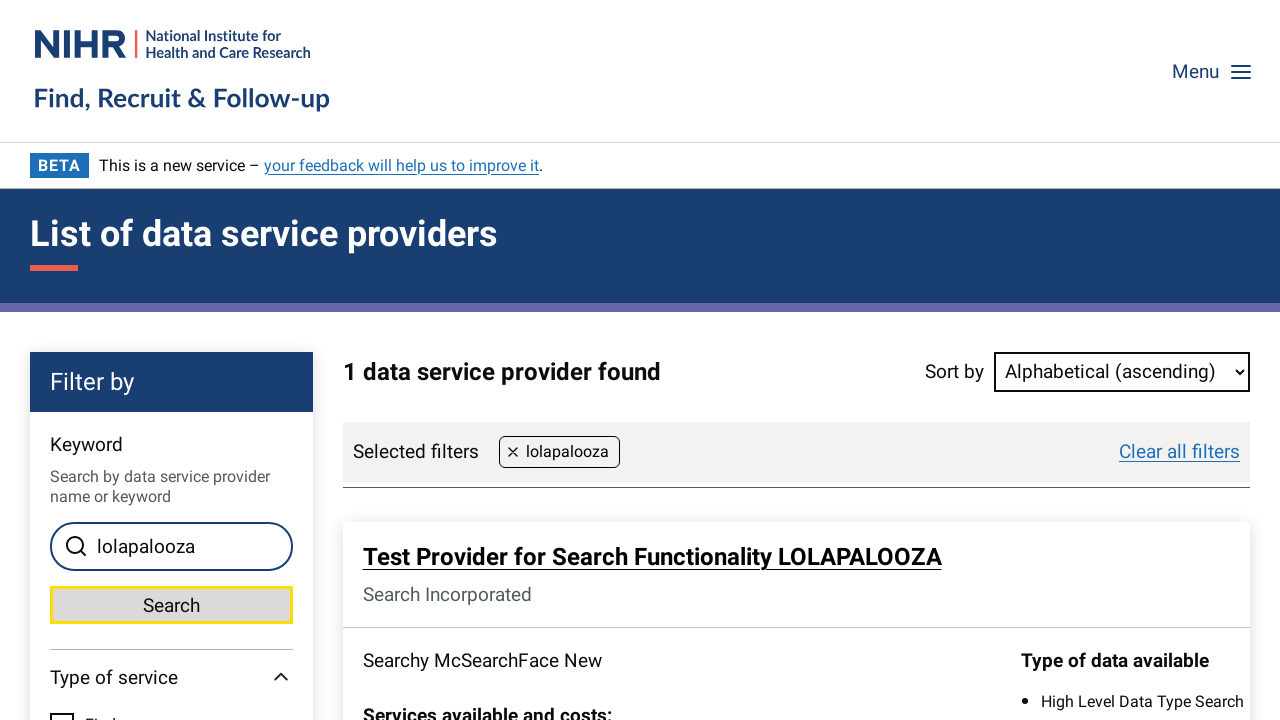 NIHR | National Institute for
Health and Care Research
Find, Recruit & Follow-up
Menu
BETA This is a new service – your feedback will help us to improve it.
List of data service providers
Filter by
Keyword
Search by data service provider
name or keyword
lolapalooza
Search
Type of service
1 data service provider found
Sort by Alphabetical (ascending)
Selected filters lolapalooza Clear all filters
Test Provider for Search Functionality LOLAPALOOZA
Search Incorporated
Searchy McSearchFace New
Services available and costs:
Type of data available
• High Level Data Type Search